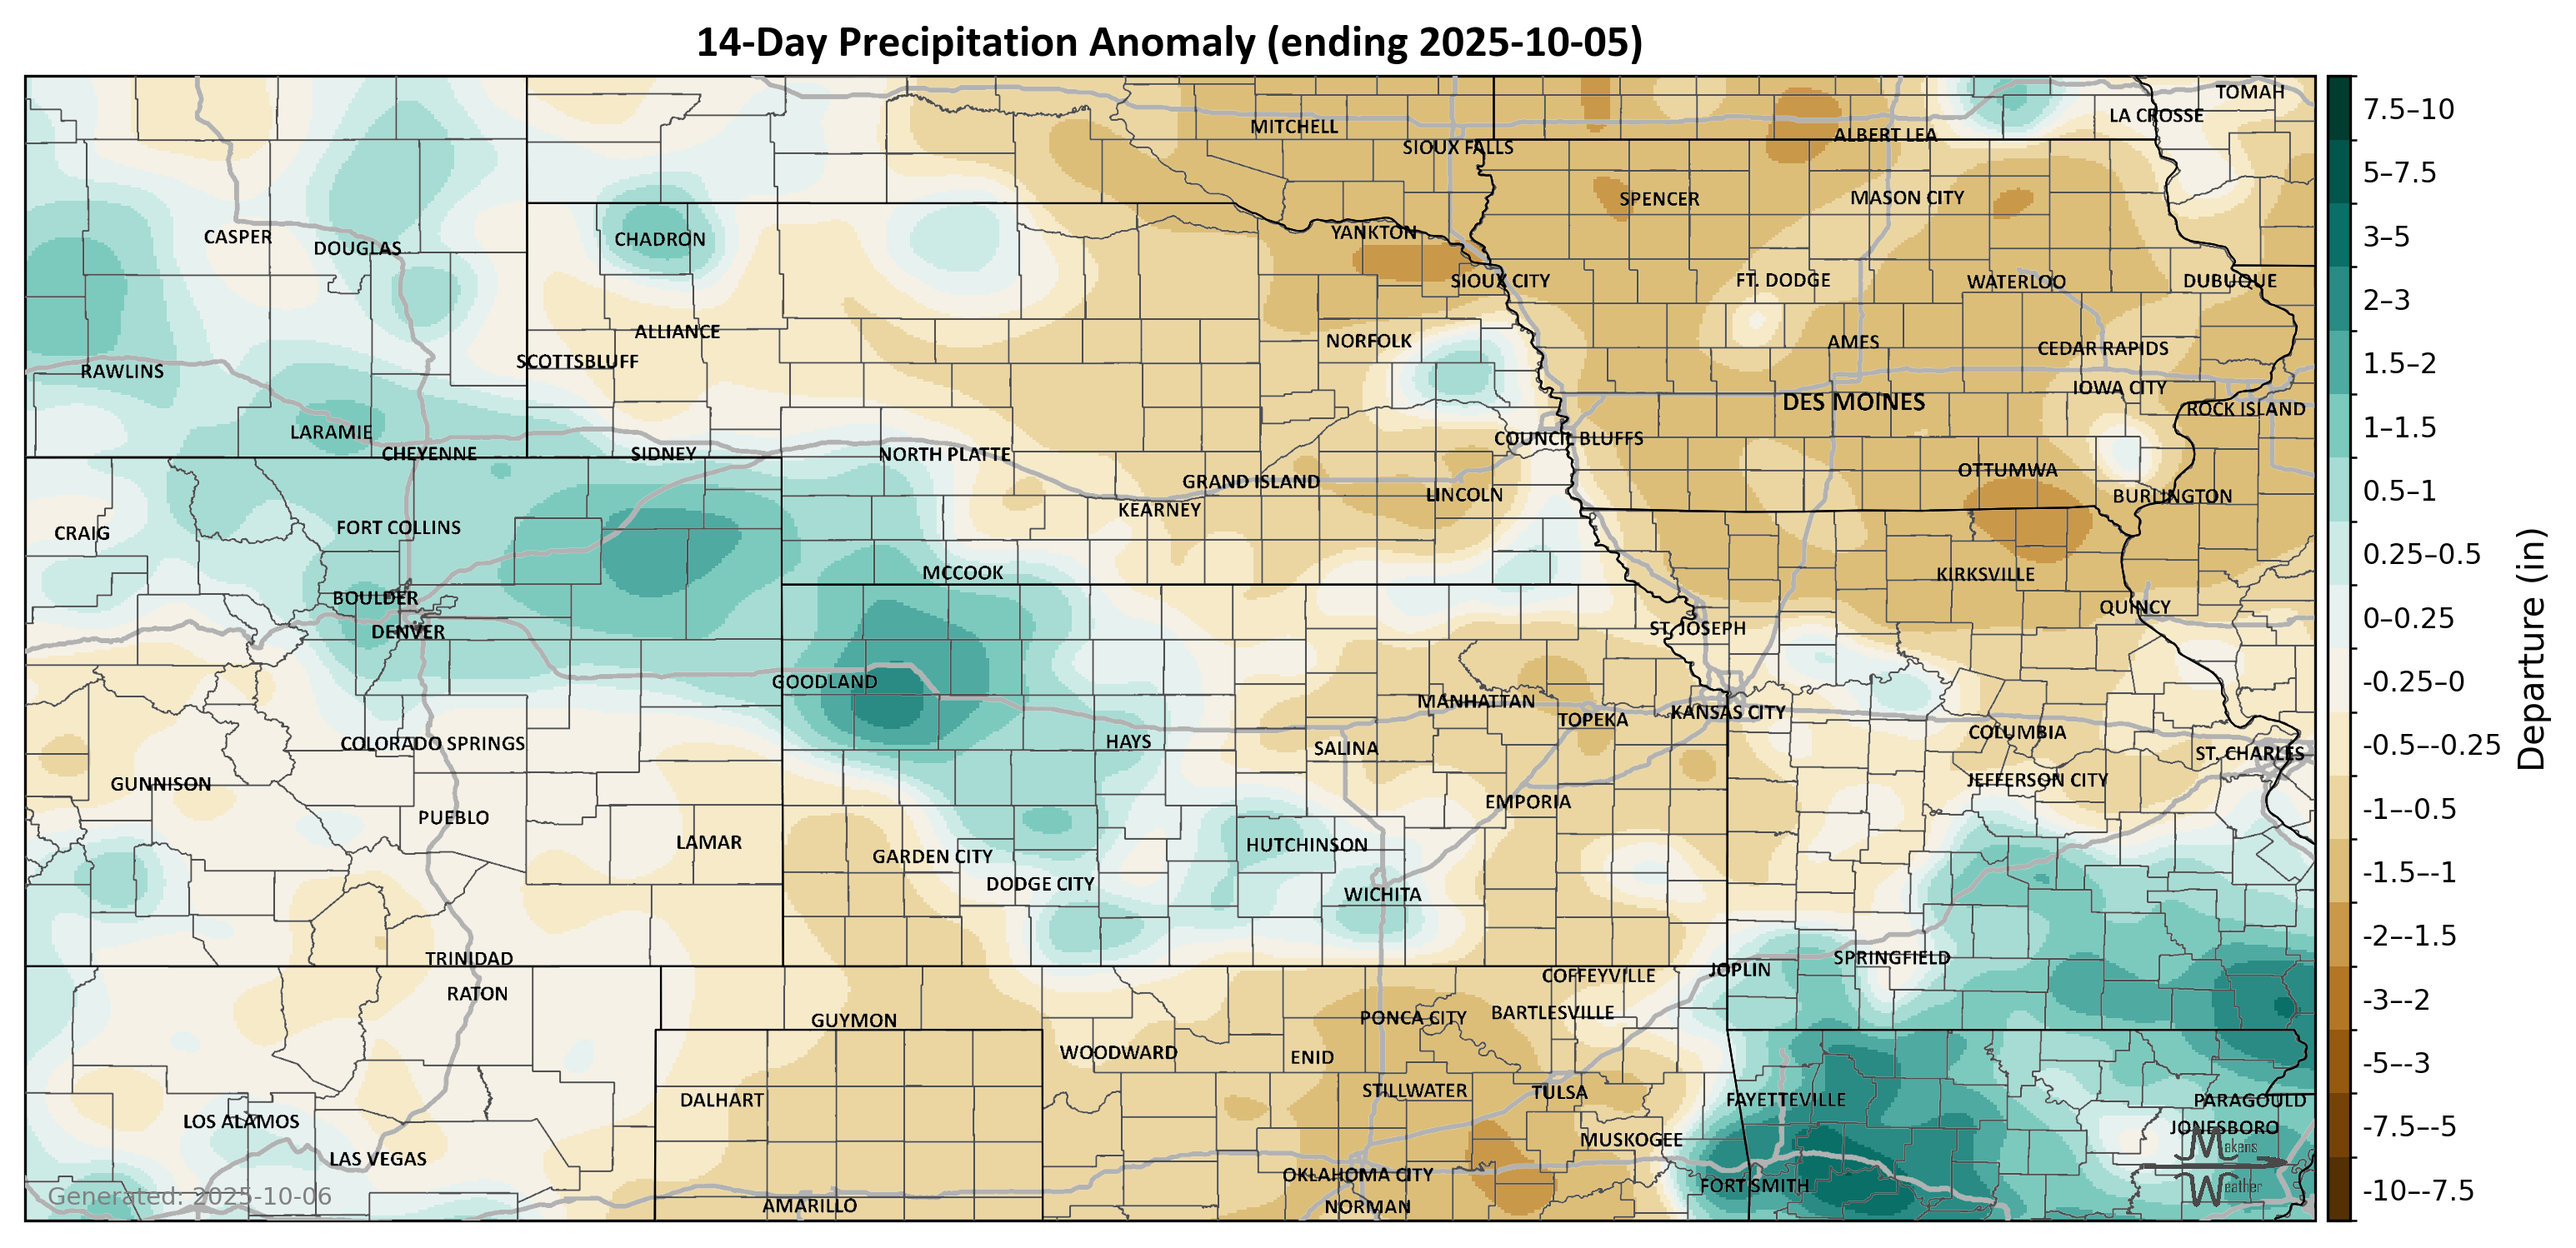 14-Day Precipitation Anomaly (ending 2025-10-05)
TOMAH
LA CROSSE
MITCHELL
ALBERT LEA
SIOUX FALLS
SPENCER
MASON CITY
YANKTON
CASPER
DOUGLAS
CHADRON
SIOUX CITY
FT. DODGE
WATERLOO
DUBUQUE
ALLIANCE
NORFOLK
AMES
CEDAR RAPIDS
SCOTTSBLUFF
RAWLINS
IOWA CITY
DES MOINES
ROCK ISLAND
LARAMIE
COUNCIL BLUFFS
CHEYENNE
SIDNEY
NORTH PLATTE
OTTUMWA
GRAND ISLAND
LINCOLN
BURLINGTON
KEARNEY
CRAIG
FORT COLLINS
MCCOOK
KIRKSVILLE
BOULDER
QUINCY
DENVER
ST. JOSEPH
GOODLAND
MANHATTAN
KANSAS CITY
TOPEKA
COLUMBIA
COLORADO SPRINGS
HAYS
SALINA
ST. CHARLES
GUNNISON
JEFFERSON CITY
EMPORIA
PUEBLO
LAMAR
HUTCHINSON
GARDEN CITY
DODGE CITY
WICHITA
TRINIDAD
SPRINGFIELD
JOPLIN
COFFEYVILLE
RATON
BARTLESVILLE
PONCA CITY
GUYMON
WOODWARD
ENID
STILLWATER
TULSA
DALHART
FAYETTEVILLE
PARAGOULD
LOS ALAMOS
JONESBORO
MUSKOGEE
LAS VEGAS
OKLAHOMA CITY
FORT SMITH
AMARILLO
NORMAN
Generated: 2025-10-06
Makens
Weather
7.5–10
5–7.5
3–5
2–3
1.5–2
1–1.5
0.5–1
0.25–0.5
0–0.25
-0.25–0
-0.5–-0.25
-1–-0.5
-1.5–-1
-2–-1.5
-3–-2
-5–-3
-7.5–-5
-10–-7.5
Departure (in)